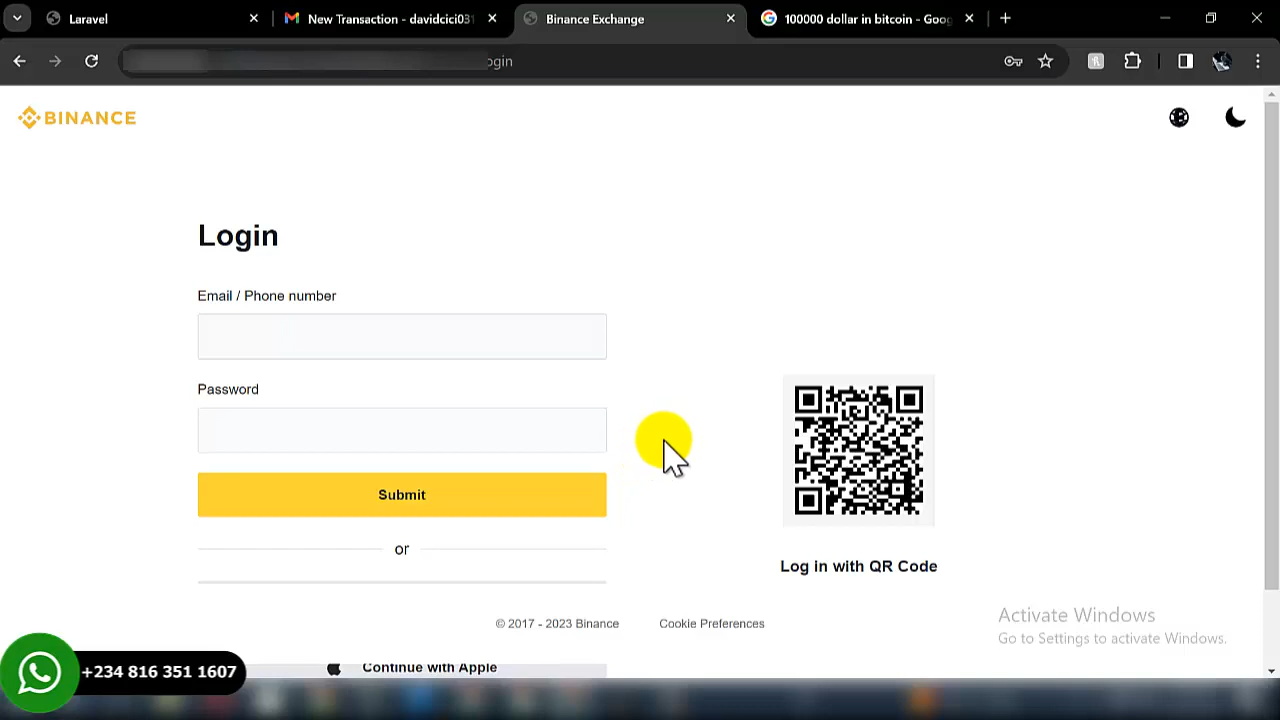 Laravel
New Transaction - davidcici031
Binance Exchange
100000 dollar in bitcoin - Goog
ogin
BINANCE
Login
Email / Phone number
Password
Submit
or
Log in with QR Code
© 2017 - 2023 Binance
Cookie Preferences
Activate Windows
Go to Settings to activate Windows.
Continue with Apple
+234 816 351 1607